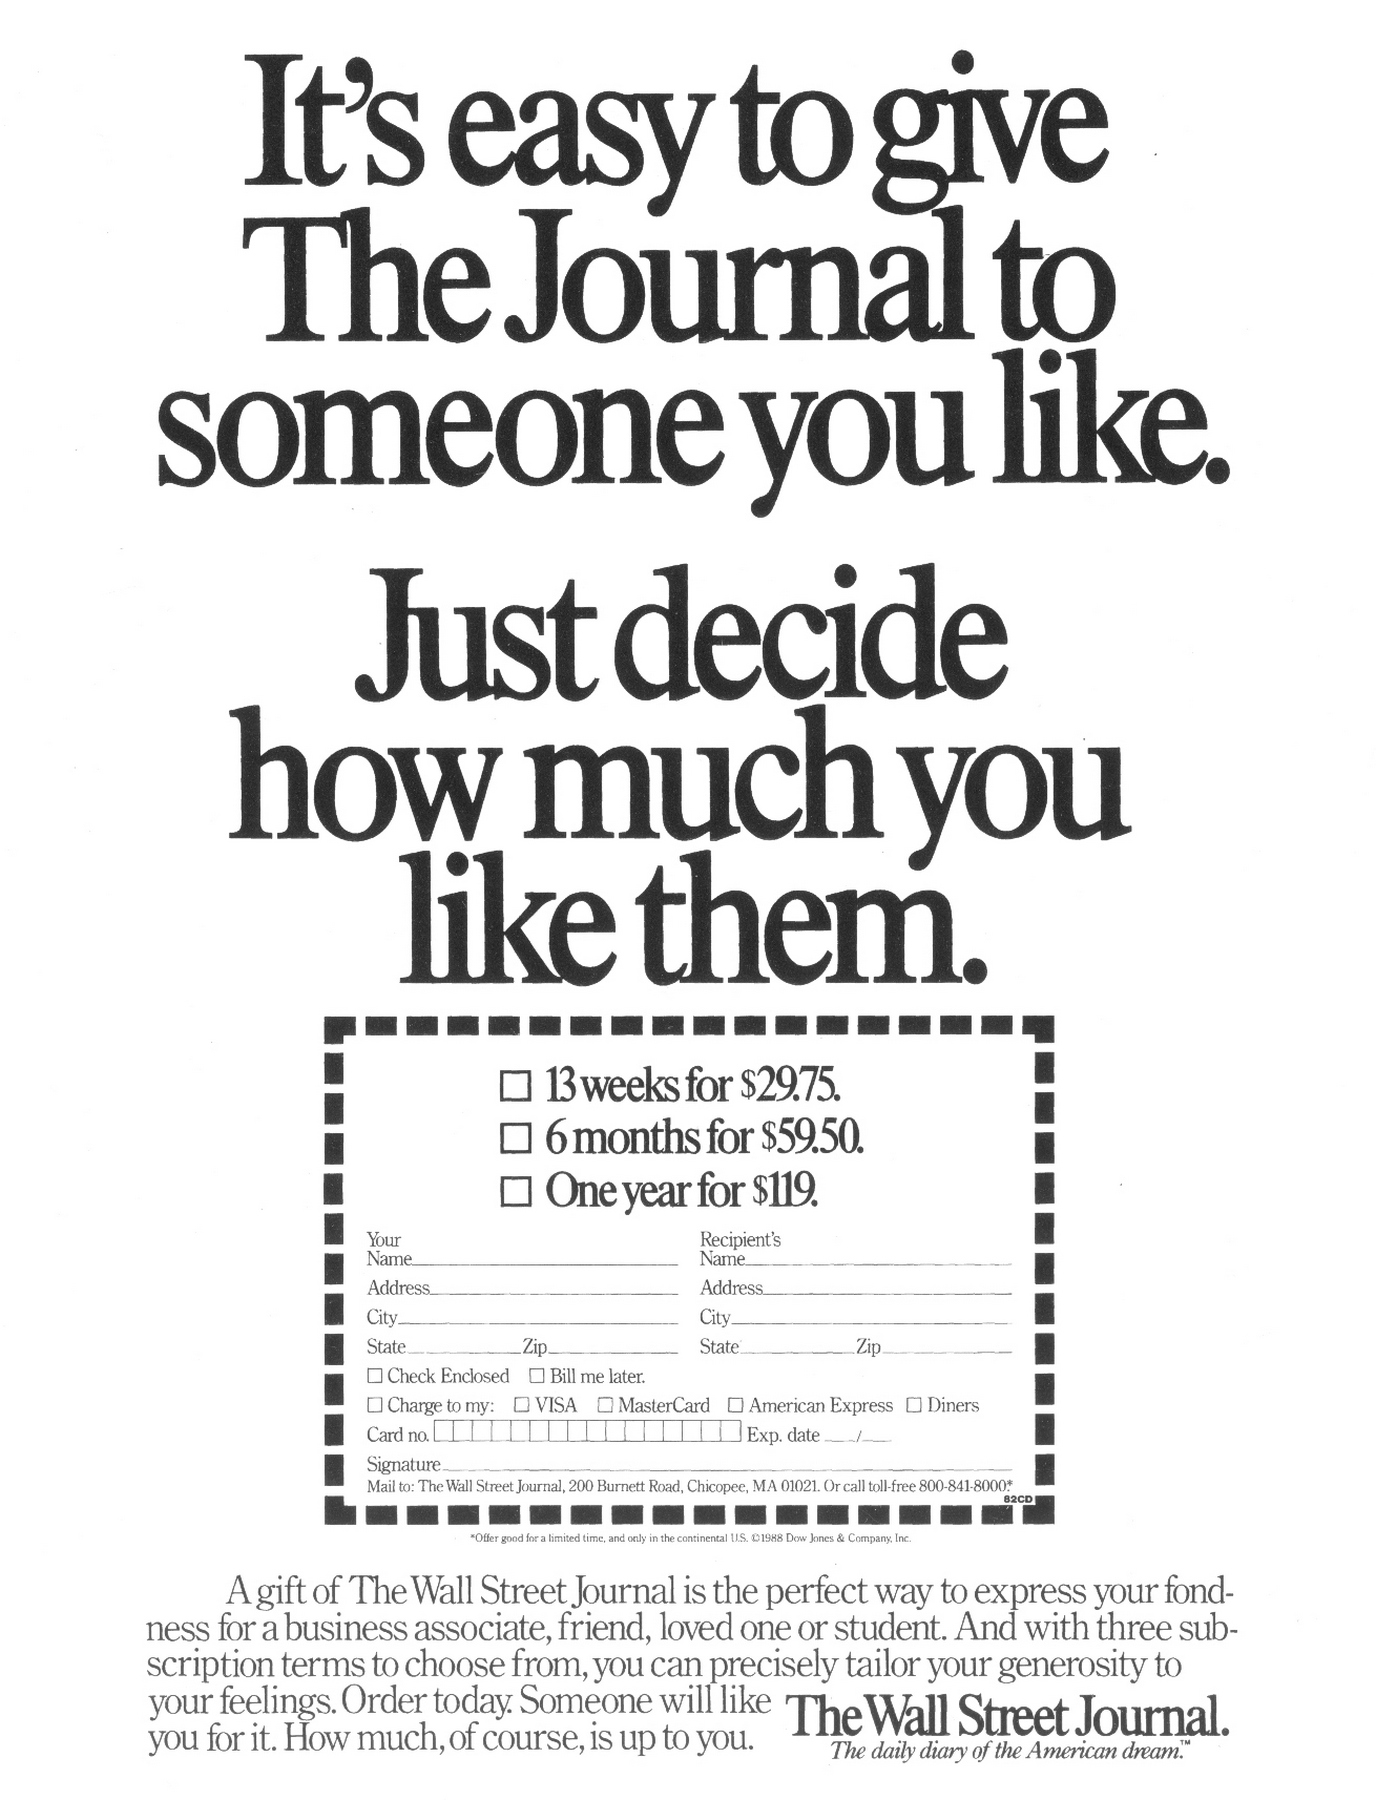 It's easy to give
The Journal to
someone you like.
Just decide
how much you
like them.
☐ 13 weeks for $29.75.
☐ 6 months for $59.50.
☐ One year for $119.
Your Recipient's
Name Name
Address Address
City City
State Zip State Zip
☐ Check Enclosed ☐ Bill me later.
☐ Charge to my: ☐ VISA ☐ MasterCard ☐ American Express ☐ Diners
Card no. Exp. date / 
Signature
Mail to: The Wall Street Journal, 200 Burnett Road, Chicopee, MA 01021. Or call toll-free 800-841-8000.*
82CD
*Offer good for a limited time, and only in the continental U.S. ©1988 Dow Jones & Company, Inc.
A gift of The Wall Street Journal is the perfect way to express your fond-
ness for a business associate, friend, loved one or student. And with three sub-
scription terms to choose from, you can precisely tailor your generosity to
your feelings. Order today. Someone will like
you for it. How much, of course, is up to you.
The Wall Street Journal.
The daily diary of the American dream.™